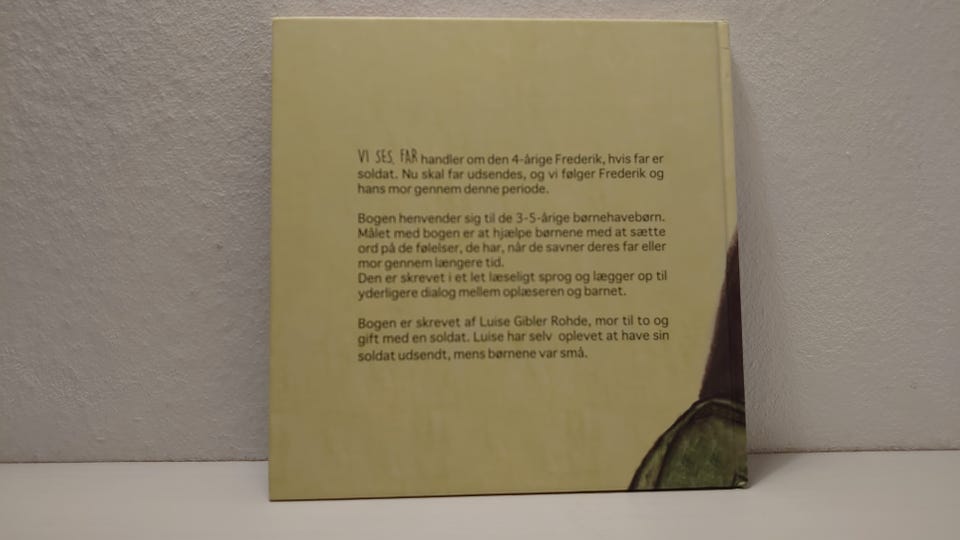 VI SES, FAR handler om den 4-årige Frederik, hvis far er
soldat. Nu skal far udsendes, og vi følger Frederik og
hans mor gennem denne periode.
Bogen henvender sig til de 3-5-årige børnehavebørn.
Målet med bogen er at hjælpe børnene med at sætte
ord på de følelser, de har, når de savner deres far eller
mor gennem længere tid.
Den er skrevet i et let læseligt sprog og lægger op til
yderligere dialog mellem oplæseren og barnet.
Bogen er skrevet af Luise Gibler Rohde, mor til to og
gift med en soldat. Luise har selv oplevet at have sin
soldat udsendt, mens børnene var små.